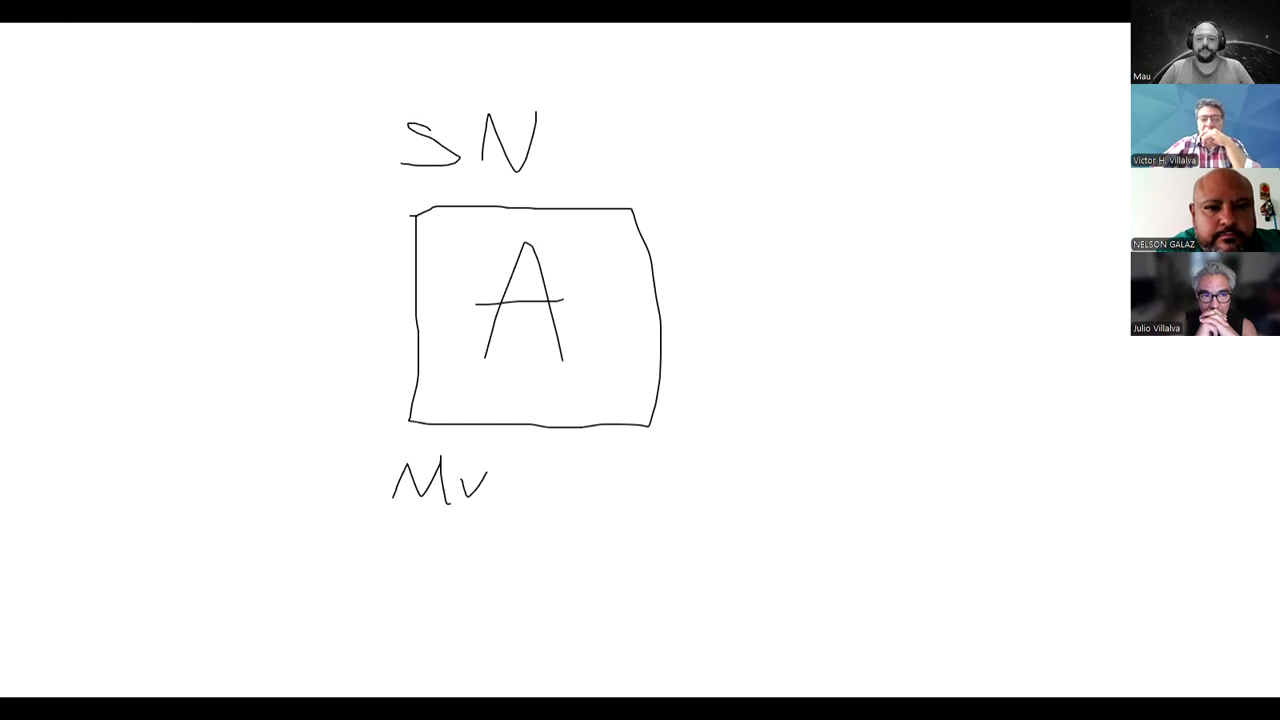 SN
A
Mv
Mau
Victor H. Villalva
NELSON GALAZ
Julio Villalva